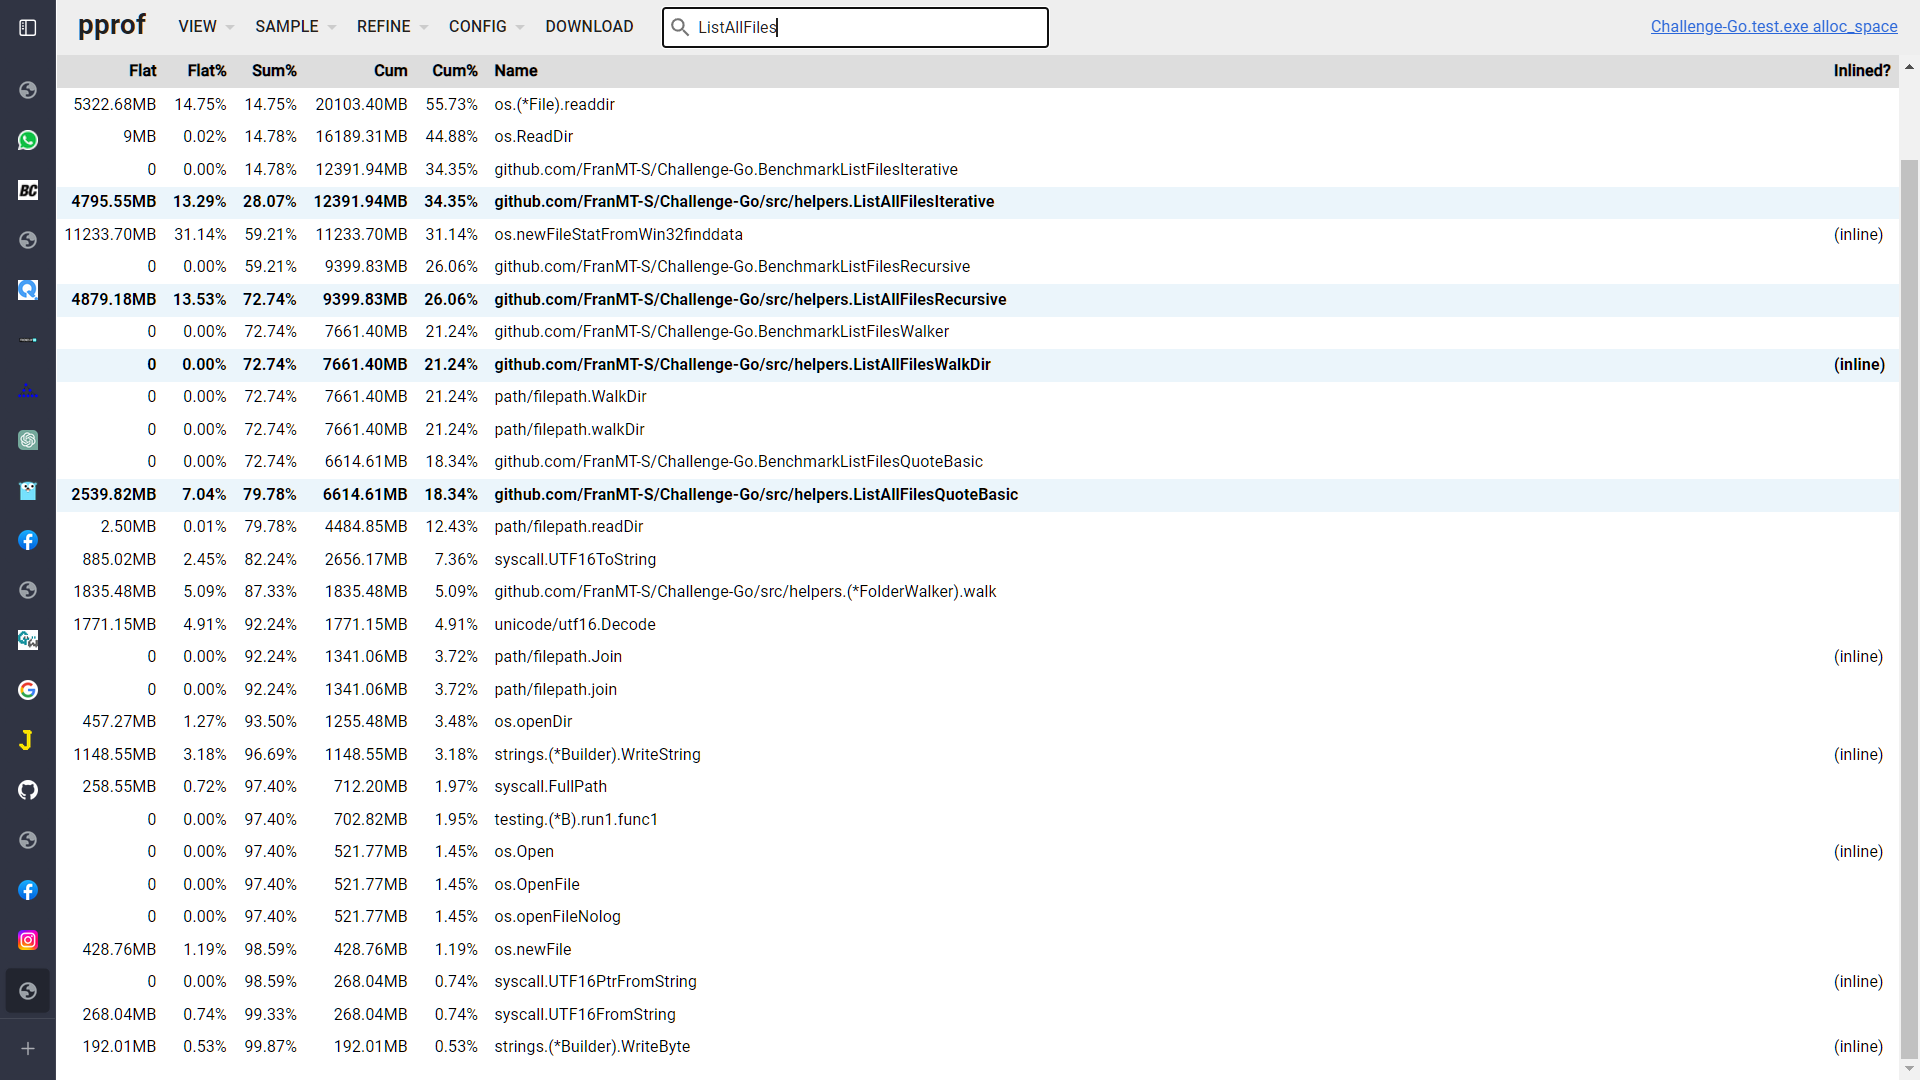 pprof VIEW SAMPLE REFINE CONFIG DOWNLOAD ListAllFiles Challenge-Go.test.exe alloc_space
Flat Flat% Sum% Cum Cum% Name Inlined?
5322.68MB 14.75% 14.75% 20103.40MB 55.73% os.(*File).readdir
9MB 0.02% 14.78% 16189.31MB 44.88% os.ReadDir
0 0.00% 14.78% 12391.94MB 34.35% github.com/FranMT-S/Challenge-Go.BenchmarkListFilesIterative
4795.55MB 13.29% 28.07% 12391.94MB 34.35% github.com/FranMT-S/Challenge-Go/src/helpers.ListAllFilesIterative
11233.70MB 31.14% 59.21% 11233.70MB 31.14% os.newFileStatFromWin32finddata (inline)
0 0.00% 59.21% 9399.83MB 26.06% github.com/FranMT-S/Challenge-Go.BenchmarkListFilesRecursive
4879.18MB 13.53% 72.74% 9399.83MB 26.06% github.com/FranMT-S/Challenge-Go/src/helpers.ListAllFilesRecursive
0 0.00% 72.74% 7661.40MB 21.24% github.com/FranMT-S/Challenge-Go.BenchmarkListFilesWalker
0 0.00% 72.74% 7661.40MB 21.24% github.com/FranMT-S/Challenge-Go/src/helpers.ListAllFilesWalkDir (inline)
0 0.00% 72.74% 7661.40MB 21.24% path/filepath.WalkDir
0 0.00% 72.74% 7661.40MB 21.24% path/filepath.walkDir
0 0.00% 72.74% 6614.61MB 18.34% github.com/FranMT-S/Challenge-Go.BenchmarkListFilesQuoteBasic
2539.82MB 7.04% 79.78% 6614.61MB 18.34% github.com/FranMT-S/Challenge-Go/src/helpers.ListAllFilesQuoteBasic
2.50MB 0.01% 79.78% 4484.85MB 12.43% path/filepath.readDir
885.02MB 2.45% 82.24% 2656.17MB 7.36% syscall.UTF16ToString
1835.48MB 5.09% 87.33% 1835.48MB 5.09% github.com/FranMT-S/Challenge-Go/src/helpers.(*FolderWalker).walk
1771.15MB 4.91% 92.24% 1771.15MB 4.91% unicode/utf16.Decode
0 0.00% 92.24% 1341.06MB 3.72% path/filepath.Join (inline)
0 0.00% 92.24% 1341.06MB 3.72% path/filepath.join
457.27MB 1.27% 93.50% 1255.48MB 3.48% os.openDir
1148.55MB 3.18% 96.69% 1148.55MB 3.18% strings.(*Builder).WriteString (inline)
258.55MB 0.72% 97.40% 712.20MB 1.97% syscall.FullPath
0 0.00% 97.40% 702.82MB 1.95% testing.(*B).run1.func1
0 0.00% 97.40% 521.77MB 1.45% os.Open (inline)
0 0.00% 97.40% 521.77MB 1.45% os.OpenFile
0 0.00% 97.40% 521.77MB 1.45% os.openFileNolog
428.76MB 1.19% 98.59% 428.76MB 1.19% os.newFile
0 0.00% 98.59% 268.04MB 0.74% syscall.UTF16PtrFromString (inline)
268.04MB 0.74% 99.33% 268.04MB 0.74% syscall.UTF16FromString
192.01MB 0.53% 99.87% 192.01MB 0.53% strings.(*Builder).WriteByte (inline)
BC
J